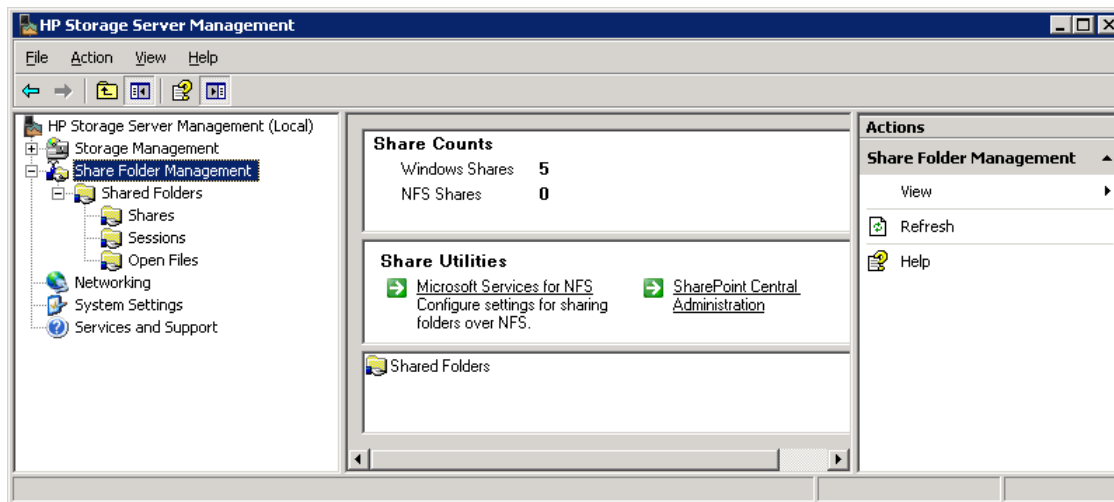 HP Storage Server Management
File Action View Help
HP Storage Server Management (Local)
Storage Management
Share Folder Management
Shared Folders
Shares
Sessions
Open Files
Networking
System Settings
Services and Support
Share Counts
Windows Shares 5
NFS Shares 0
Share Utilities
Microsoft Services for NFS
Configure settings for sharing
folders over NFS.
SharePoint Central
Administration
Shared Folders
Actions
Share Folder Management
View
Refresh
Help